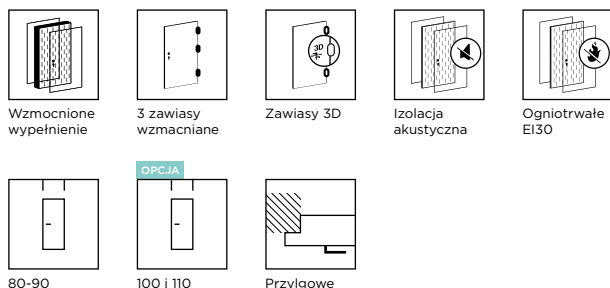 Wzmocnione
wypełnienie
3 zawiasy
wzmacniane
3D
Zawiasy 3D
Izolacja
akustyczna
Ogniotrwałe
EI30
80-90
OPCJA
100 i 110
Przylgowe